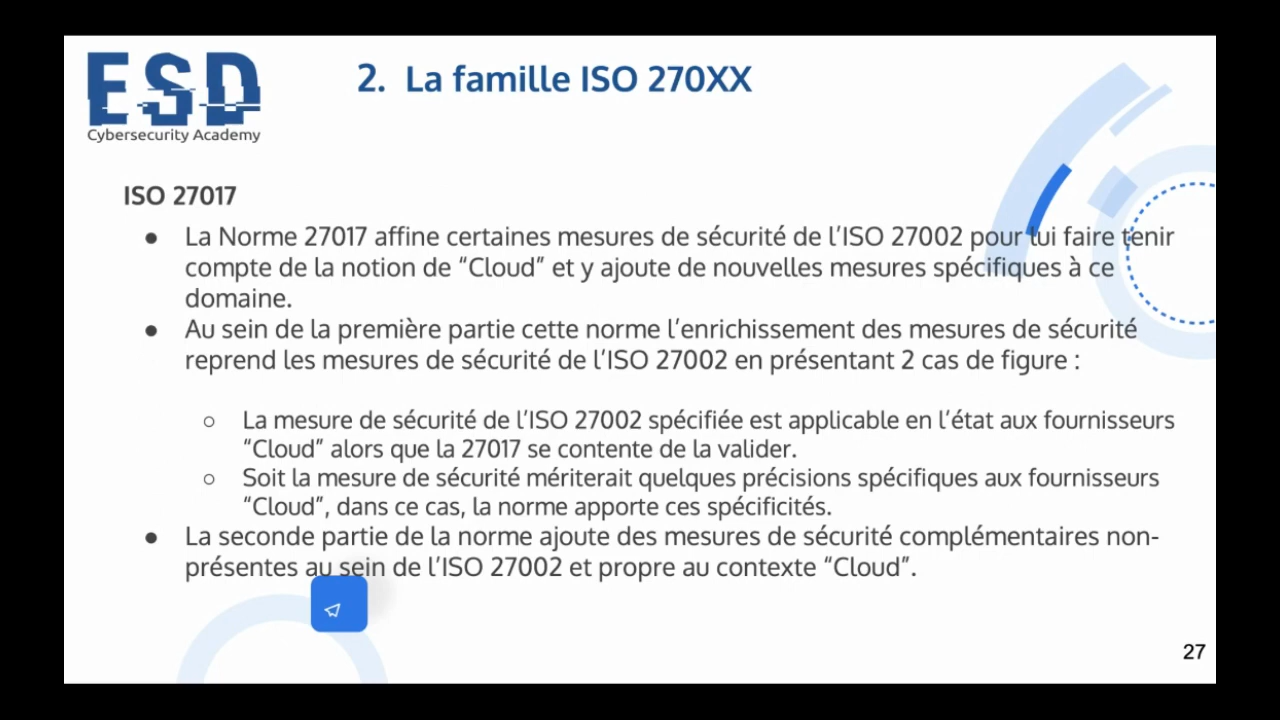 ESD
Cybersecurity Academy
2. La famille ISO 270XX
ISO 27017
● La Norme 27017 affine certaines mesures de sécurité de l’ISO 27002 pour lui faire tenir
compte de la notion de “Cloud” et y ajoute de nouvelles mesures spécifiques à ce
domaine.
● Au sein de la première partie cette norme l’enrichissement des mesures de sécurité
reprend les mesures de sécurité de l’ISO 27002 en présentant 2 cas de figure :
○ La mesure de sécurité de l’ISO 27002 spécifiée est applicable en l’état aux fournisseurs
“Cloud” alors que la 27017 se contente de la valider.
○ Soit la mesure de sécurité mériterait quelques précisions spécifiques aux fournisseurs
“Cloud”, dans ce cas, la norme apporte ces spécificités.
● La seconde partie de la norme ajoute des mesures de sécurité complémentaires non-
présentes au sein de l’ISO 27002 et propre au contexte “Cloud”.
27